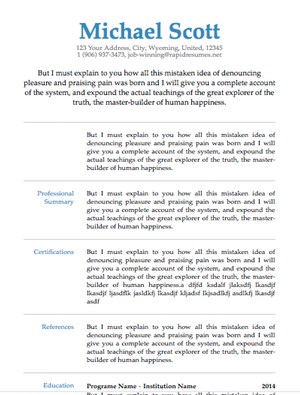 Michael Scott
123 Your Address, City, Wyoming, United, 12345
1 (906) 937-3473, job-winning@rapidresumes.net
But I must explain to you how all this mistaken idea of denouncing
pleasure and praising pain was born and I will give you a complete account
of the system, and expound the actual teachings of the great explorer of the
truth, the master-builder of human happiness.
But I must explain to you how all this mistaken idea of
denouncing pleasure and praising pain was born and I will
give you a complete account of the system, and expound the
actual teachings of the great explorer of the truth, the master-
builder of human happiness.
Professional
Summary
But I must explain to you how all this mistaken idea of
denouncing pleasure and praising pain was born and I will
give you a complete account of the system, and expound the
actual teachings of the great explorer of the truth, the master-
builder of human happiness.
Certifications
But I must explain to you how all this mistaken idea of
denouncing pleasure and praising pain was born and I will
give you a complete account of the system, and expound the
actual teachings of the great explorer of the truth, the master-
builder of human happiness.a
asdf
References
But I must explain to you how all this mistaken idea of
denouncing pleasure and praising pain was born and I will
give you a complete account of the system, and expound the
actual teachings of the great explorer of the truth, the master-
builder of human happiness.
Education
Programe Name - Institution Name 2014
But I must explain to you how all this mistaken idea of